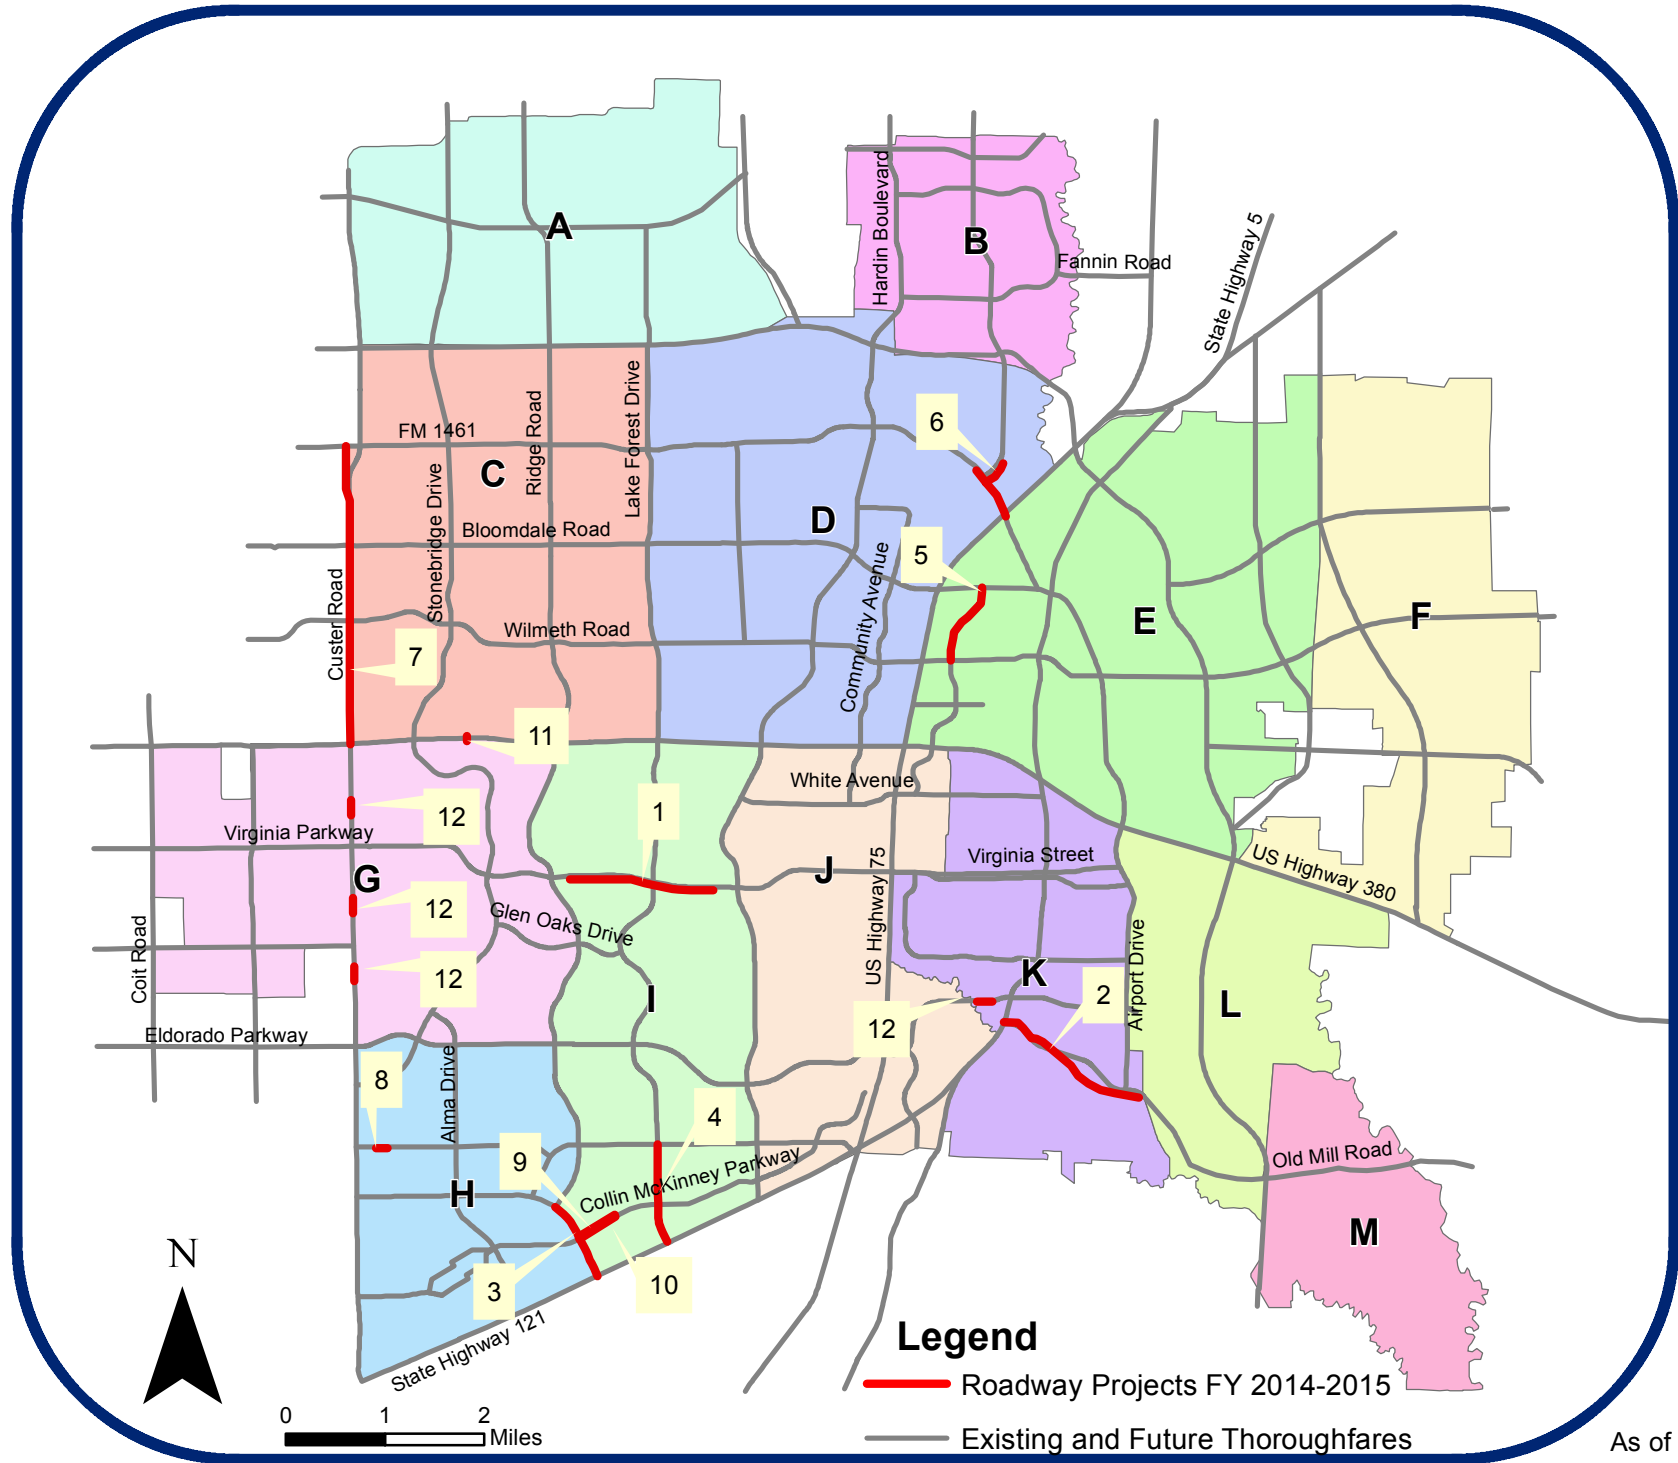 A
B
Hardin Boulevard
Fannin Road
State Highway 5
6
FM 1461
C
Ridge Road
Lake Forest Drive
Stonebridge Drive
D
Bloomdale Road
5
Community Avenue
Custer Road
Wilmeth Road
E
F
7
11
White Avenue
1
12
Virginia Parkway
G
J
Virginia Street
US Highway 75
US Highway 380
12
Glen Oaks Drive
Coit Road
12
I
K
2
Airport Drive
L
12
Eldorado Parkway
8
Alma Drive
4
9
Collin McKinney Parkway
Old Mill Road
H
M
N
3
10
State Highway 121
Legend
Roadway Projects FY 2014-2015
0 1 2
Miles
Existing and Future Thoroughfares
As of